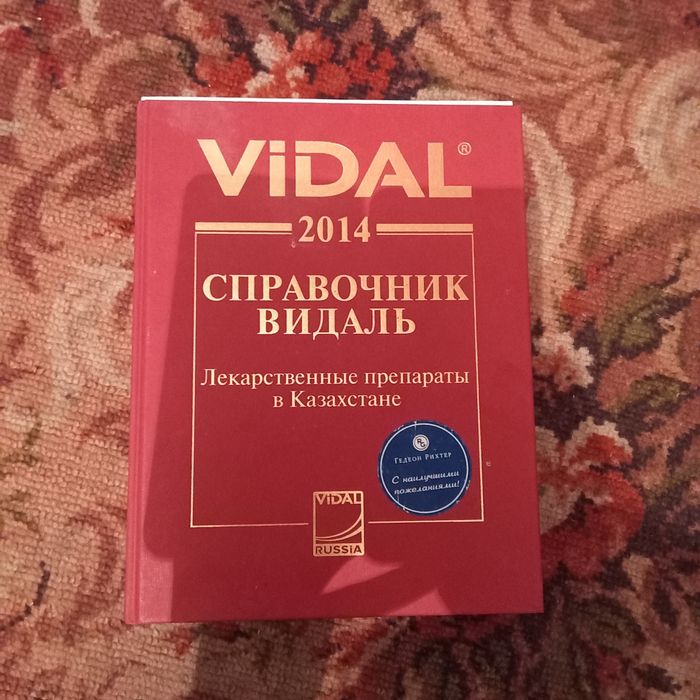 ViDAL®
2014
СПРАВОЧНИК
ВИДАЛЬ
Лекарственные препараты
в Казахстане
ГЕДЕОН РИХТЕР
С наилучшими
пожеланиями!
ViDAL
RUSSiA